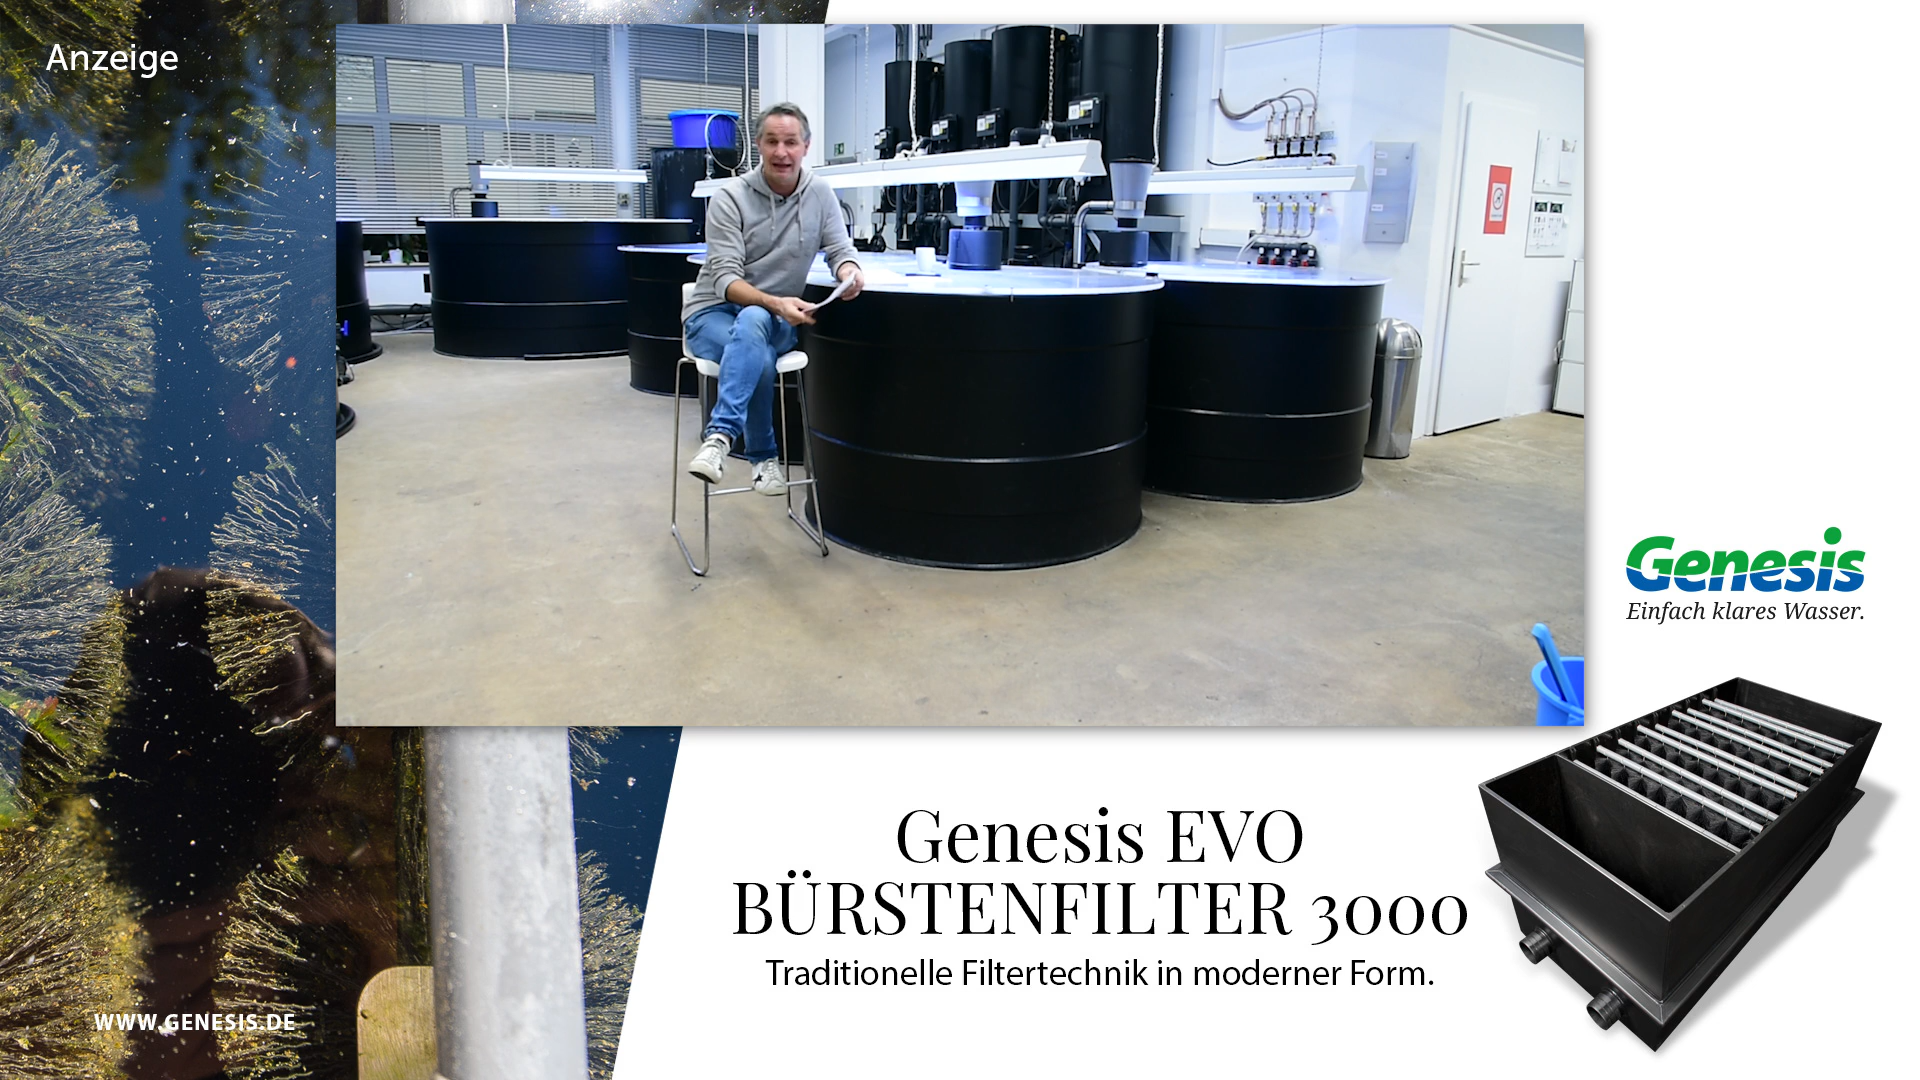 Anzeige
Genesis
Einfach klares Wasser.
Genesis EVO
BÜRSTENFILTER 3000
Traditionelle Filtertechnik in moderner Form.
WWW.GENESIS.DE